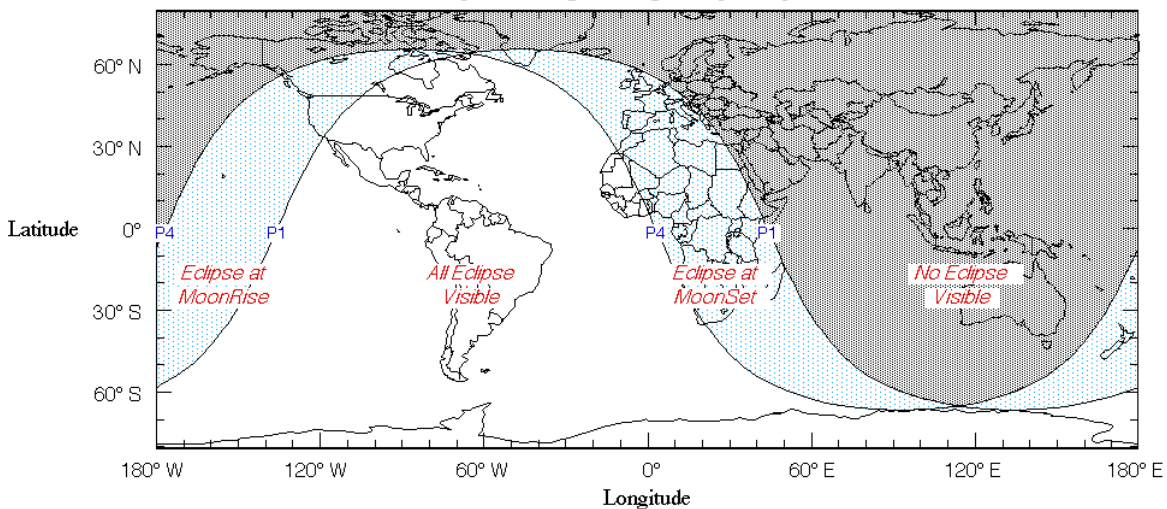 60° N
30° N
Latitude
0°
30° S
60° S
P4
P1
P4
P1
Eclipse at
MoonRise
All Eclipse
Visible
Eclipse at
MoonSet
No Eclipse
Visible
180° W
120° W
60° W
0°
60° E
120° E
180° E
Longitude